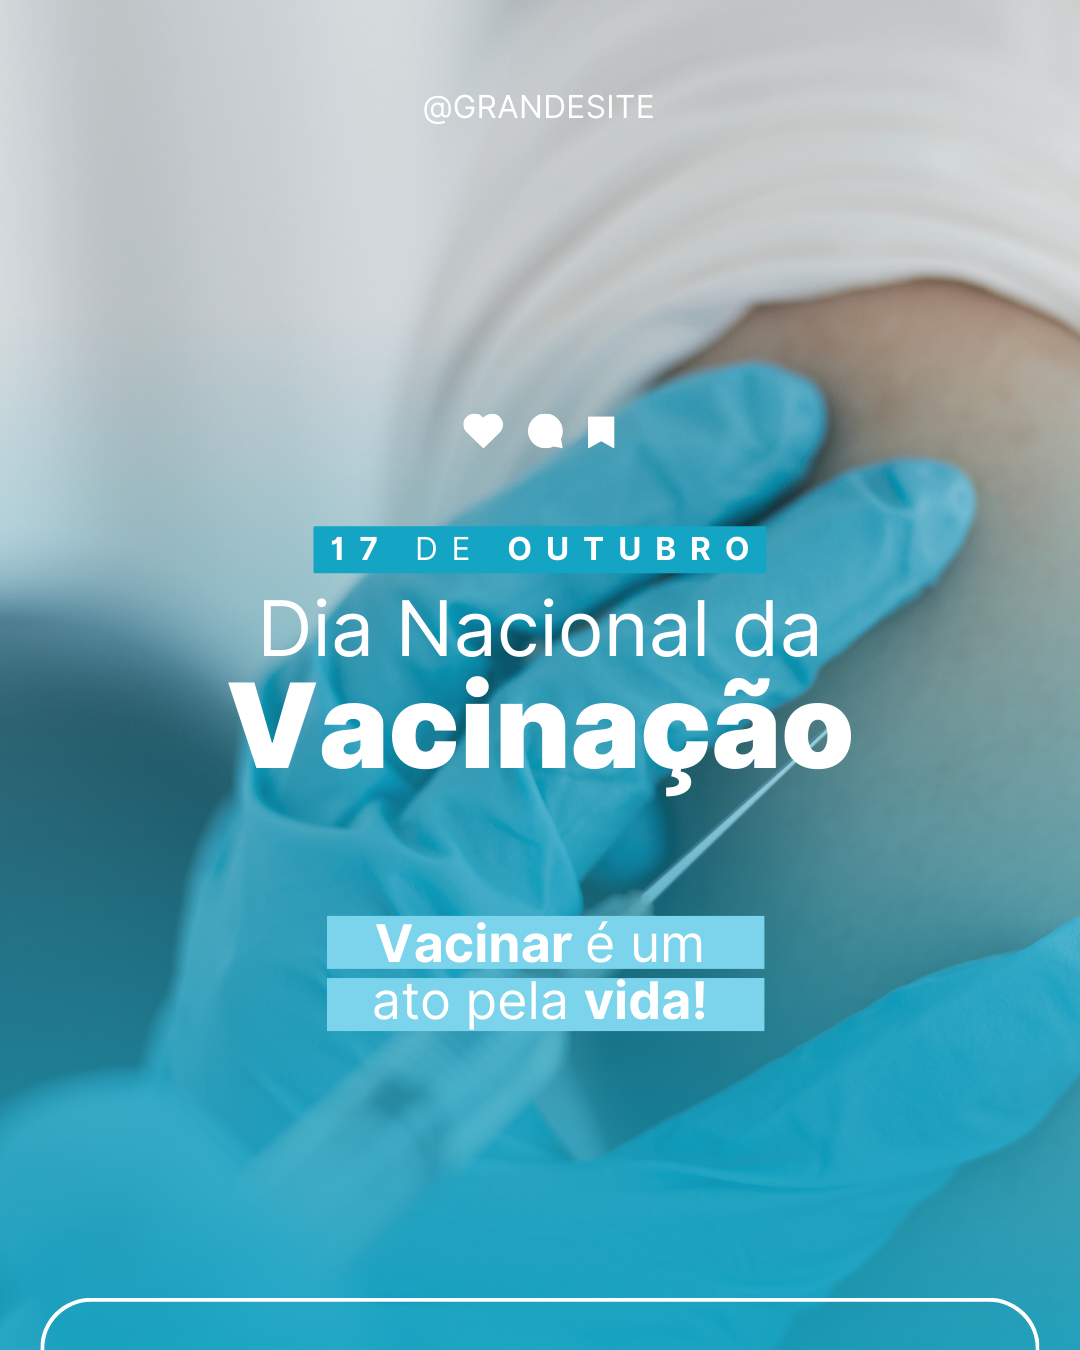 @GRANDESITE
17 DE OUTUBRO
Dia Nacional da
Vacinação
Vacinar é um
ato pela vida!